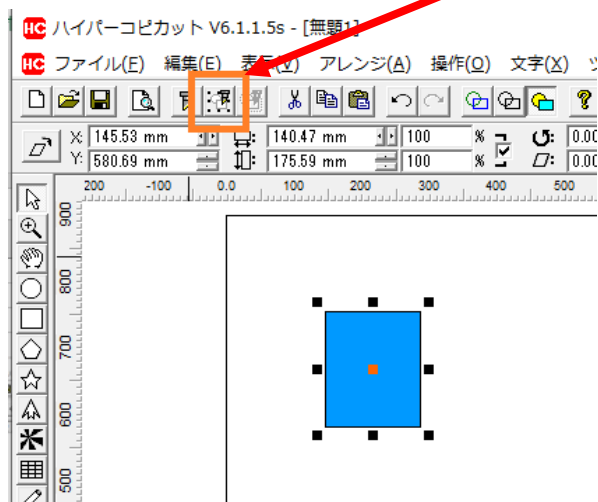 HC ハイパーコピカット V6.1.1.5s - [無題1]
HC ファイル(F) 編集(E) 表示(V) アレンジ(A) 操作(O) 文字(X) ツ
X: 145.53 mm 140.47 mm 100 % 0.00
Y: 580.69 mm 175.59 mm 100 % 0.00
200 -100 0.0 100 200 300 400 500
900
800
700
600
500